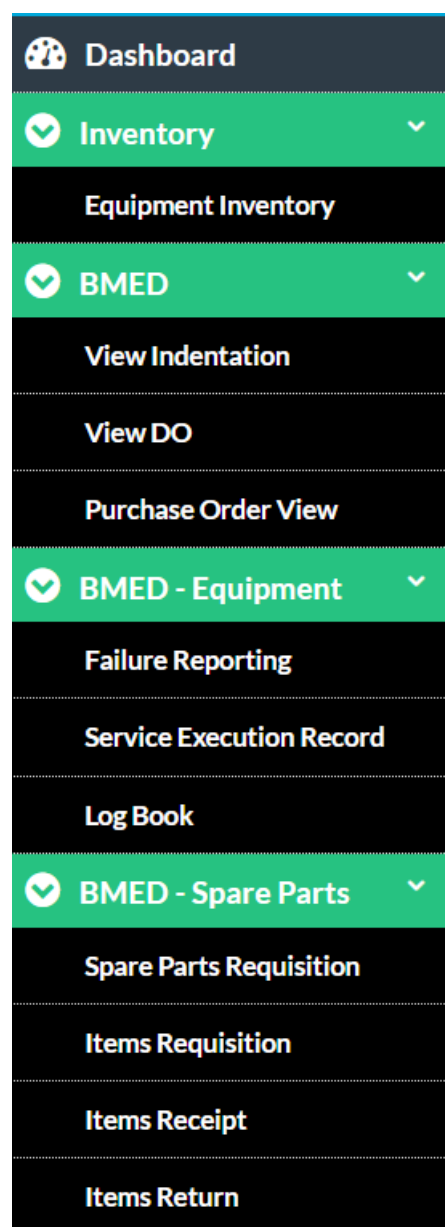 Dashboard
Inventory
Equipment Inventory
BMED
View Indentation
View DO
Purchase Order View
BMED - Equipment
Failure Reporting
Service Execution Record
Log Book
BMED - Spare Parts
Spare Parts Requisition
Items Requisition
Items Receipt
Items Return